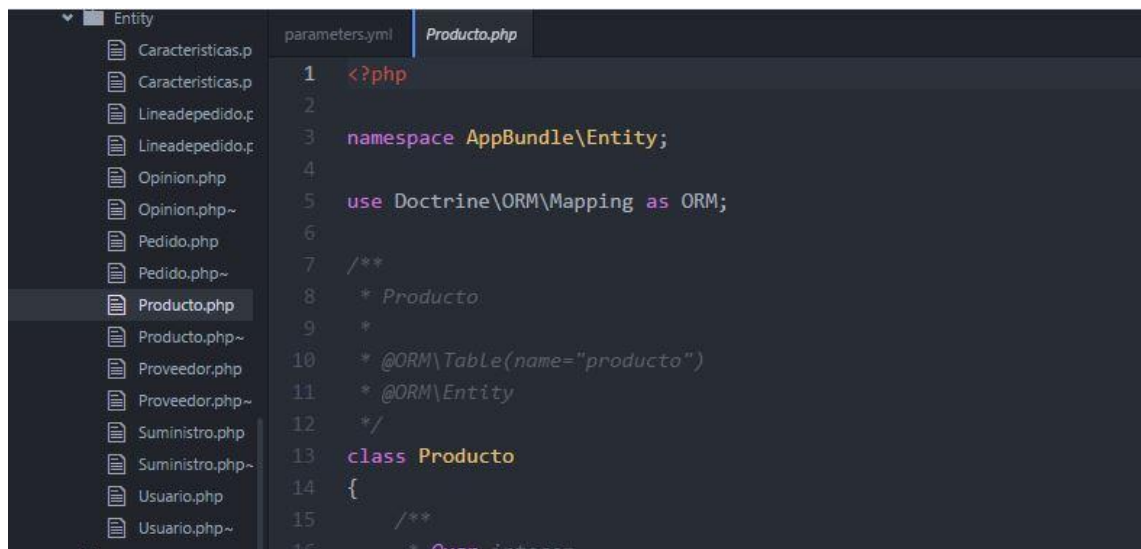 Entity
Caracteristicas.p
Caracteristicas.p
Lineadepedido.p
Lineadepedido.p
Opinion.php
Opinion.php~
Pedido.php
Pedido.php~
Producto.php
Producto.php~
Proveedor.php
Proveedor.php~
Suministro.php
Suministro.php~
Usuario.php
Usuario.php~
parameters.yml Producto.php
1 <?php
2
3 namespace AppBundle\Entity;
4
5 use Doctrine\ORM\Mapping as ORM;
6
7 /**
8 * Producto
9 *
10 * @ORM\Table(name="producto")
11 * @ORM\Entity
12 */
13 class Producto
14 {
15 /**
16 * @var integer